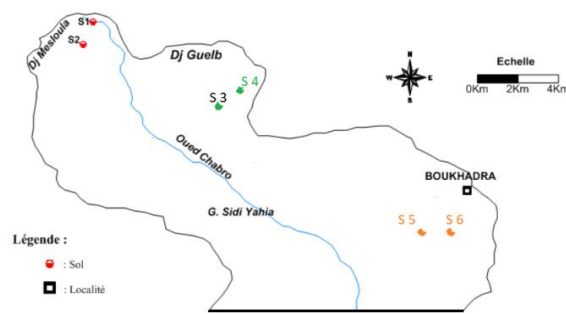 S1
S2
Dj Mesloula
Dj Guelb
S 4
S 3
N
W E
S
Echelle
0Km 2Km 4Km
Oued Chabro
BOUKHADRA
G. Sidi Yahia
S 5 S 6
Légende :
: Sol
: Localité